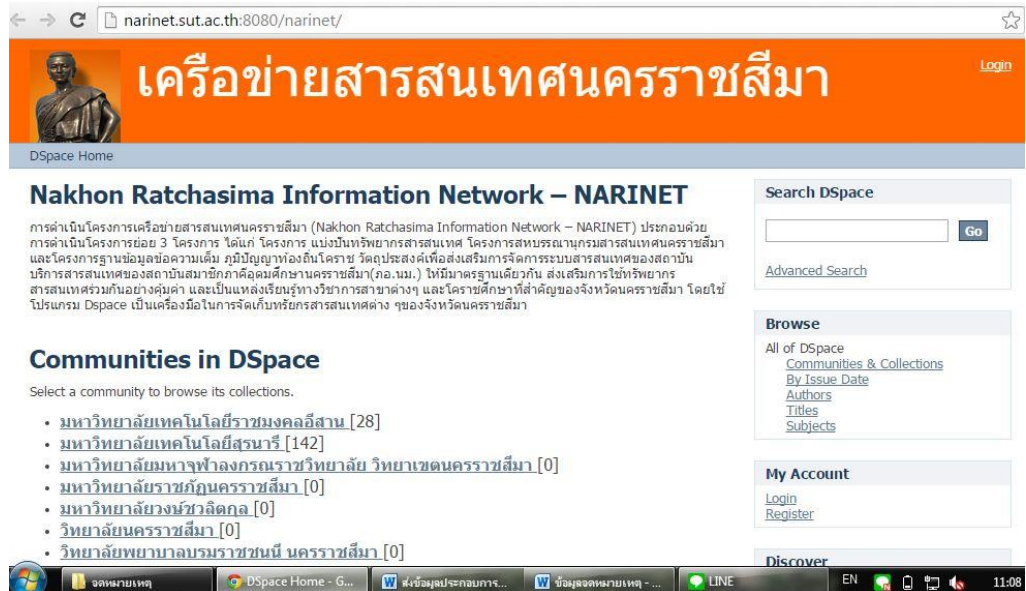 narinet.sut.ac.th:8080/narinet/
เครือข่ายสารสนเทศนครราชสีมา
Login
DSpace Home
Nakhon Ratchasima Information Network – NARINET
การดำเนินโครงการเครือข่ายสารสนเทศนครราชสีมา (Nakhon Ratchasima Information Network – NARINET) ประกอบด้วย
การดำเนินโครงการย่อย 3 โครงการ ได้แก่ โครงการ แบ่งปันทรัพยากรสารสนเทศ โครงการสหบรรณานุกรมสารสนเทศนครราชสีมา
และโครงการฐานข้อมูลข้อความเต็ม ภูมิปัญญาท้องถิ่นโคราช วัตถุประสงค์เพื่อส่งเสริมการจัดการระบบสารสนเทศของสถาบัน
บริการสารสนเทศของสถาบันสมาชิกภาคีอุดมศึกษานครราชสีมา(ภอ.นม.) ให้มีมาตรฐานเดียวกัน ส่งเสริมการใช้ทรัพยากร
สารสนเทศร่วมกันอย่างคุ้มค่า และเป็นแหล่งเรียนรู้ทางวิชาการสาขาต่างๆ และโคราชศึกษาที่สำคัญของจังหวัดนครราชสีมา โดยใช้
โปรแกรม Dspace เป็นเครื่องมือในการจัดเก็บทรัยกรสารสนเทศต่าง ๆของจังหวัดนครราชสีมา
Communities in DSpace
Select a community to browse its collections.
มหาวิทยาลัยเทคโนโลยีราชมงคลอีสาน [28]
มหาวิทยาลัยเทคโนโลยีสุรนารี [142]
มหาวิทยาลัยมหาจุฬาลงกรณราชวิทยาลัย วิทยาเขตนครราชสีมา [0]
มหาวิทยาลัยราชภัฏนครราชสีมา [0]
มหาวิทยาลัยวงษ์ชวลิตกุล [0]
วิทยาลัยนครราชสีมา [0]
วิทยาลัยพยาบาลบรมราชชนนี นครราชสีมา [0]
Search DSpace
Go
Advanced Search
Browse
All of DSpace
Communities & Collections
By Issue Date
Authors
Titles
Subjects
My Account
Login
Register
Discover
จดหมายเหตุ
DSpace Home - G...
ส่งข้อมูลประกอบการ...
ข้อมูลจดหมายเหตุ - ...
LINE
EN
11:08